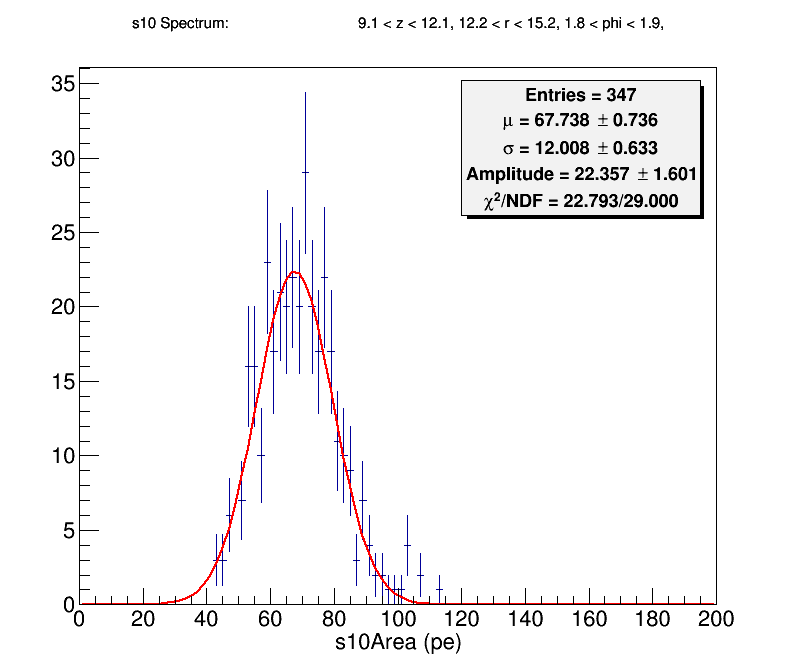 s10 Spectrum: 9.1 < z < 12.1, 12.2 < r < 15.2, 1.8 < phi < 1.9,
Entries = 347
μ = 67.738 ± 0.736
σ = 12.008 ± 0.633
Amplitude = 22.357 ± 1.601
χ²/NDF = 22.793/29.000
35
30
25
20
15
10
5
0
0 20 40 60 80 100 120 140 160 180 200
s10Area (pe)